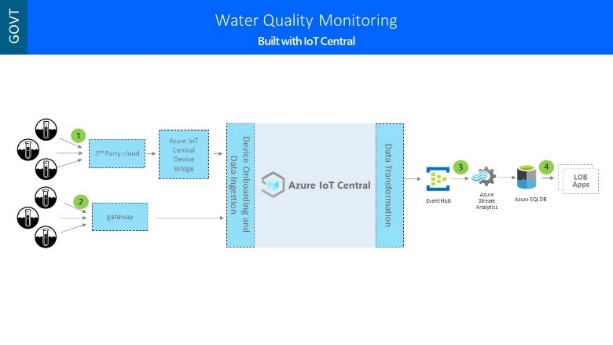 GOVT
Water Quality Monitoring
Built with IoT Central
1
3rd Party cloud
Azure IoT
Central
Device
Bridge
2
gateway
Device Onboarding and
Data Ingestion
Azure IoT Central
Data Transformation
Event Hub
3
Azure
Stream
Analytics
4
Azure SQL DB
LOB
Apps